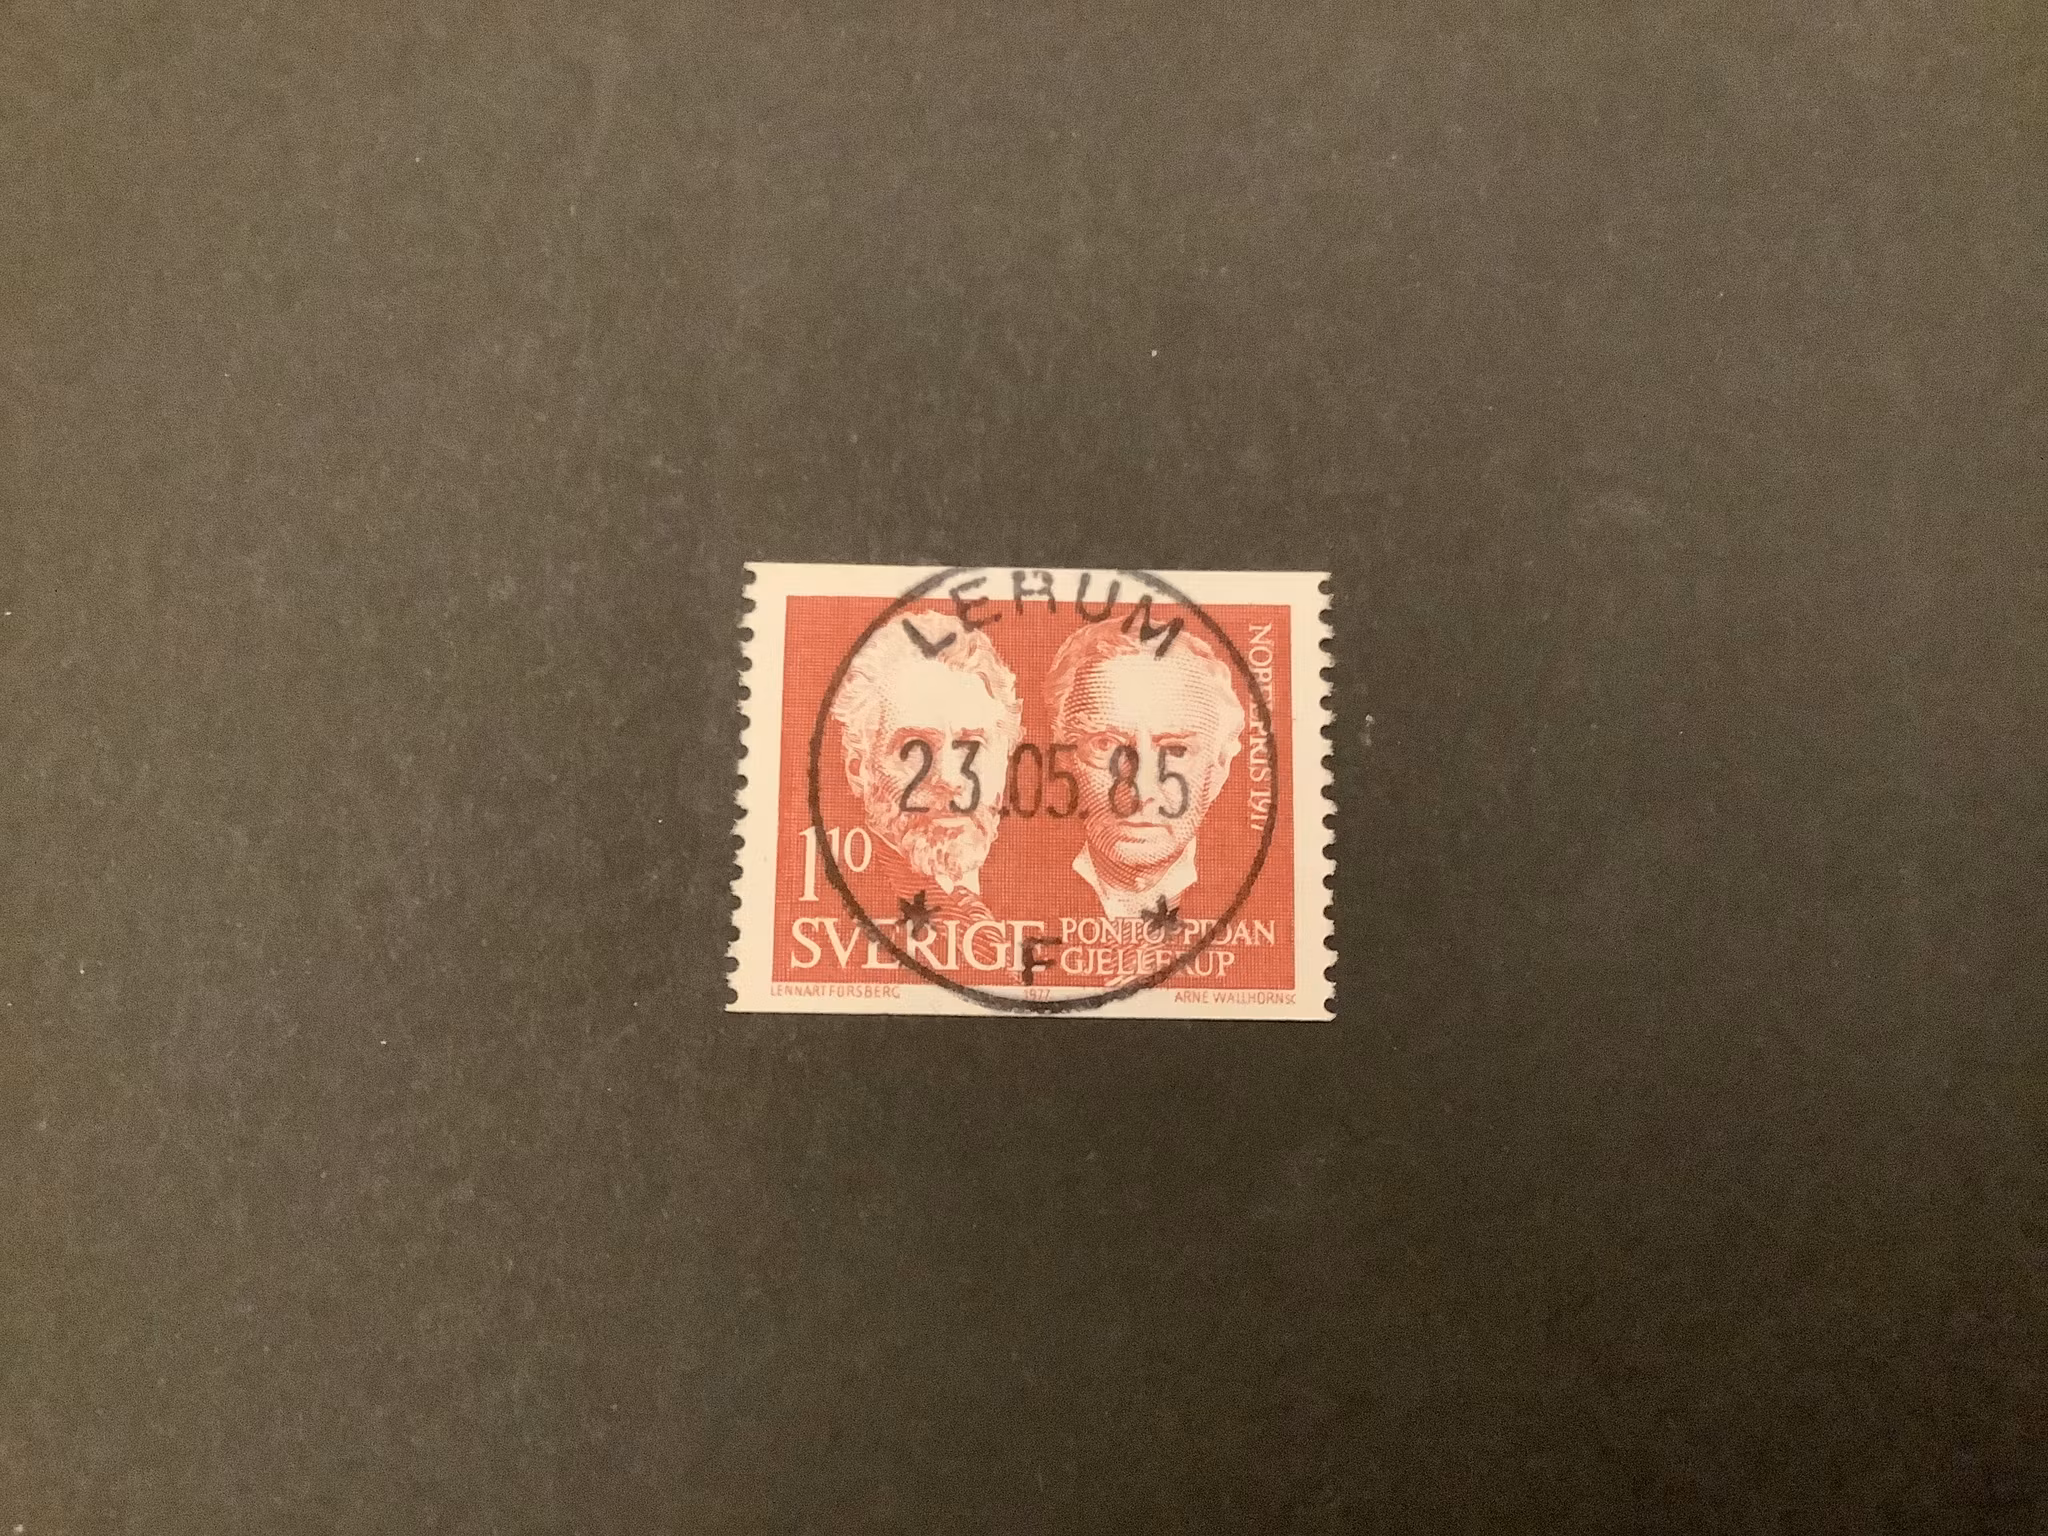 LERUM
NOBELPRIS 1917
23.05.85
1 10
SVERIGE PONTOPPIDAN
GJELLERUP
F
LENNART FORSBERG 1977 ARNE WALLHORN SC